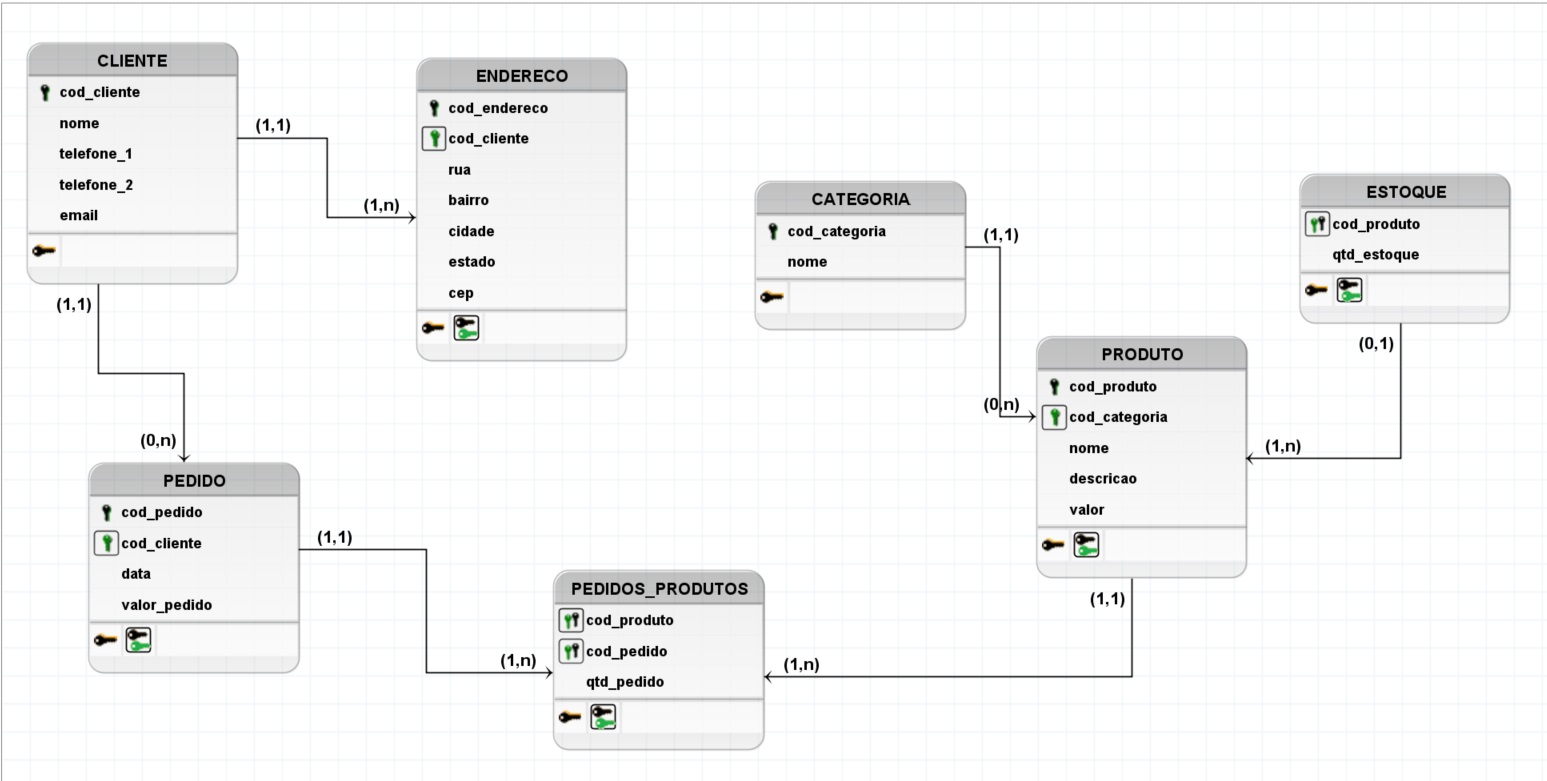 CLIENTE
cod_cliente
nome
telefone_1
telefone_2
email
(1,1)
(1,n)
ENDERECO
cod_endereco
cod_cliente
rua
bairro
cidade
estado
cep
(1,1)
(0,n)
CATEGORIA
cod_categoria
nome
(1,1)
(0,n)
ESTOQUE
cod_produto
qtd_estoque
(0,1)
(1,n)
PRODUTO
cod_produto
cod_categoria
nome
descricao
valor
(1,1)
(1,n)
PEDIDO
cod_pedido
cod_cliente
data
valor_pedido
(1,1)
(1,n)
PEDIDOS_PRODUTOS
cod_produto
cod_pedido
qtd_pedido